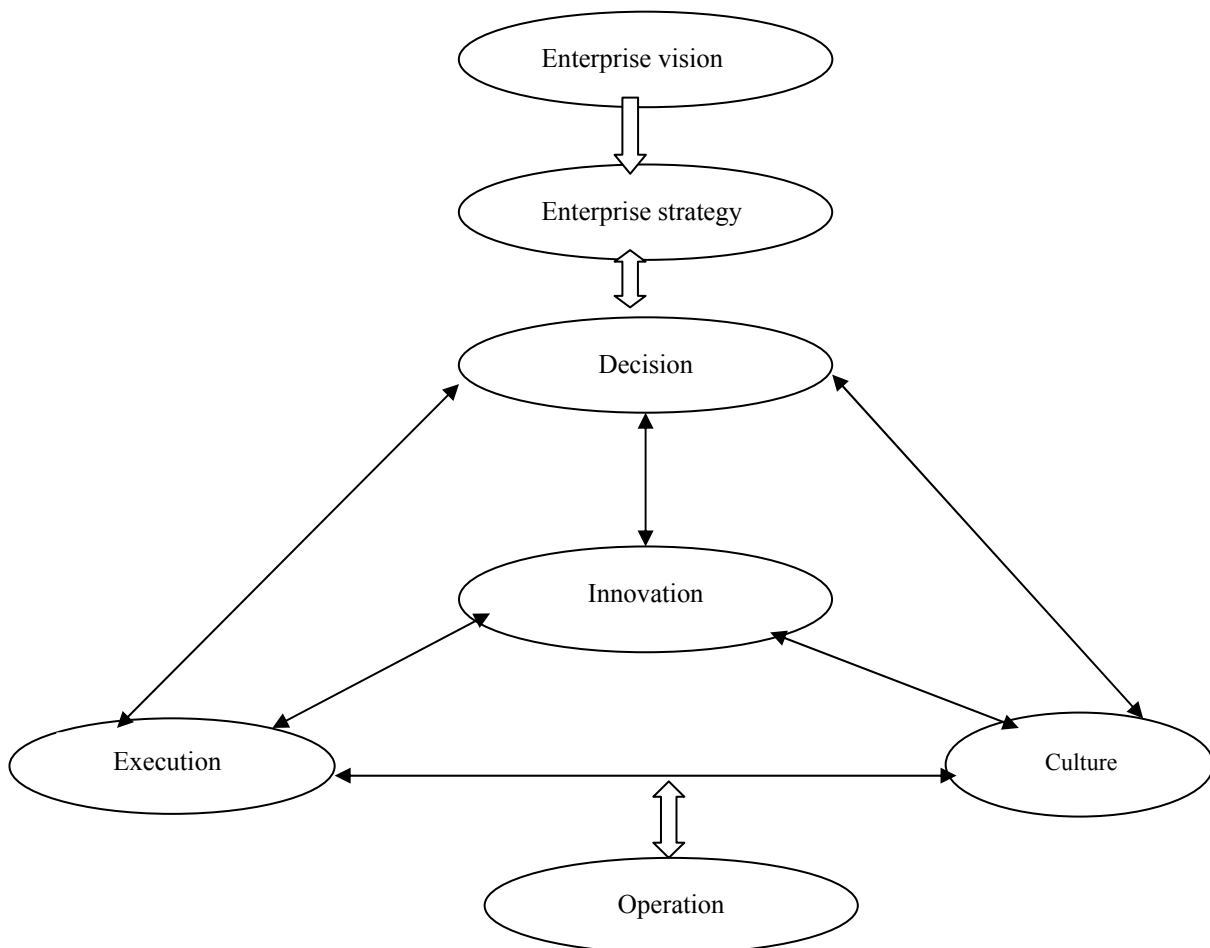 Enterprise vision
Enterprise strategy
Decision
Innovation
Execution
Culture
Operation